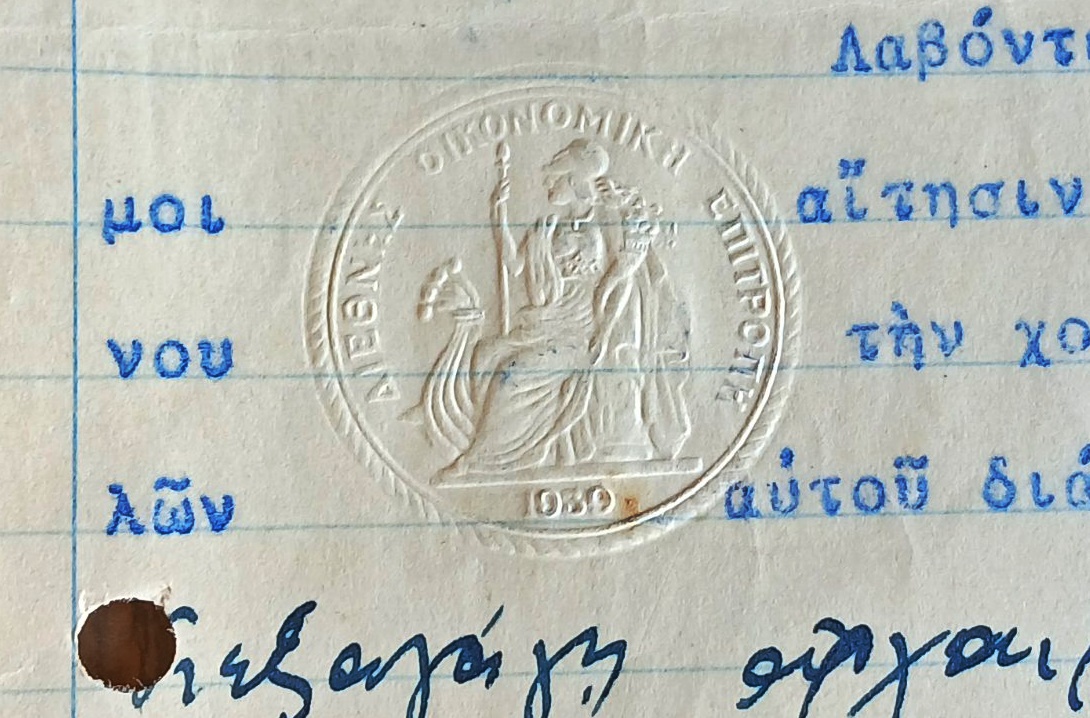 Λαβόντ
ΔΙΕΘΝΗΣ ΟΙΚΟΝΟΜΙΚΗ ΕΠΙΤΡΟΠΗ
μοι αἴτησιν
νου τὴν χο
λῶν αὐτοῦ διά
1939